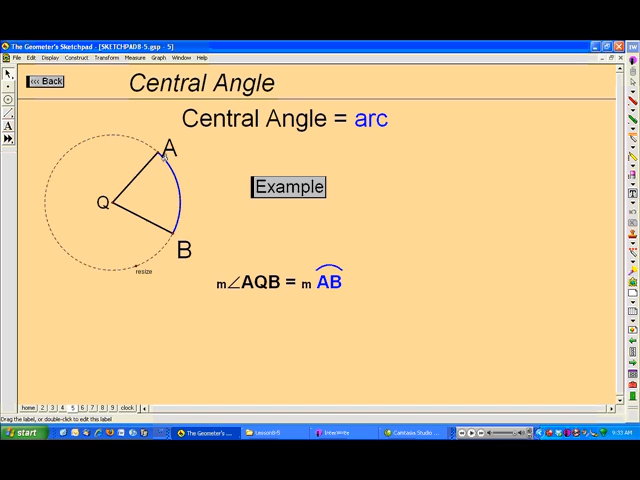 The Geometer's Sketchpad - [SKETCHPAD8-5.gsp - 5]
File Edit Display Construct Transform Measure Graph Window Help
<<< Back
Central Angle
Central Angle = arc
A
Example
Q
B
resize
m∠AQB = m AB
home 2 3 4 5 6 7 8 9 clock
Drag the label, or double-click to edit this label
start
The Geometer's S...
Lesson8-5
InterWrite
Camtasia Studio
9:33 AM